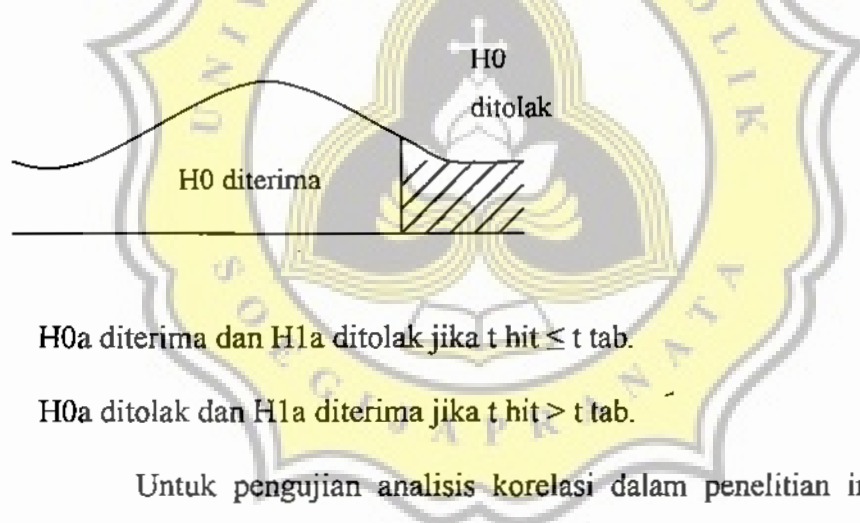 H0
ditolak
H0 diterima
H0a diterima dan H1a ditolak jika t hit ≤ t tab.
H0a ditolak dan H1a diterima jika t hit > t tab.
Untuk pengujian analisis korelasi dalam penelitian
SOEGIJAPRANATA